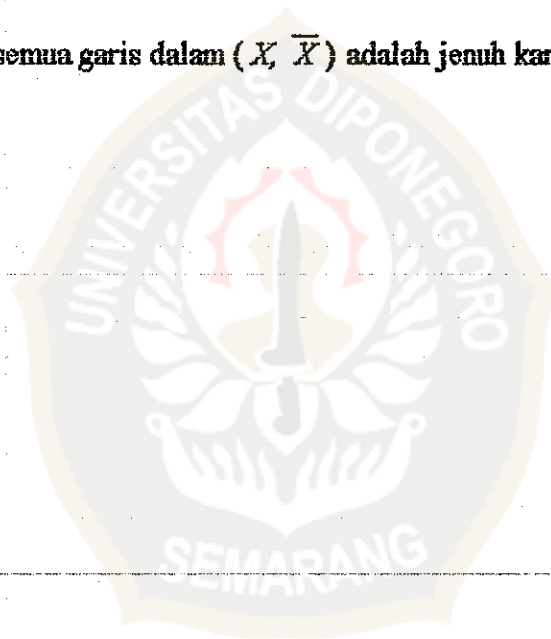 semua garis dalam ( X, X̅ ) adalah jenuh kar
UNIVERSITAS DIPONEGORO
SEMARANG